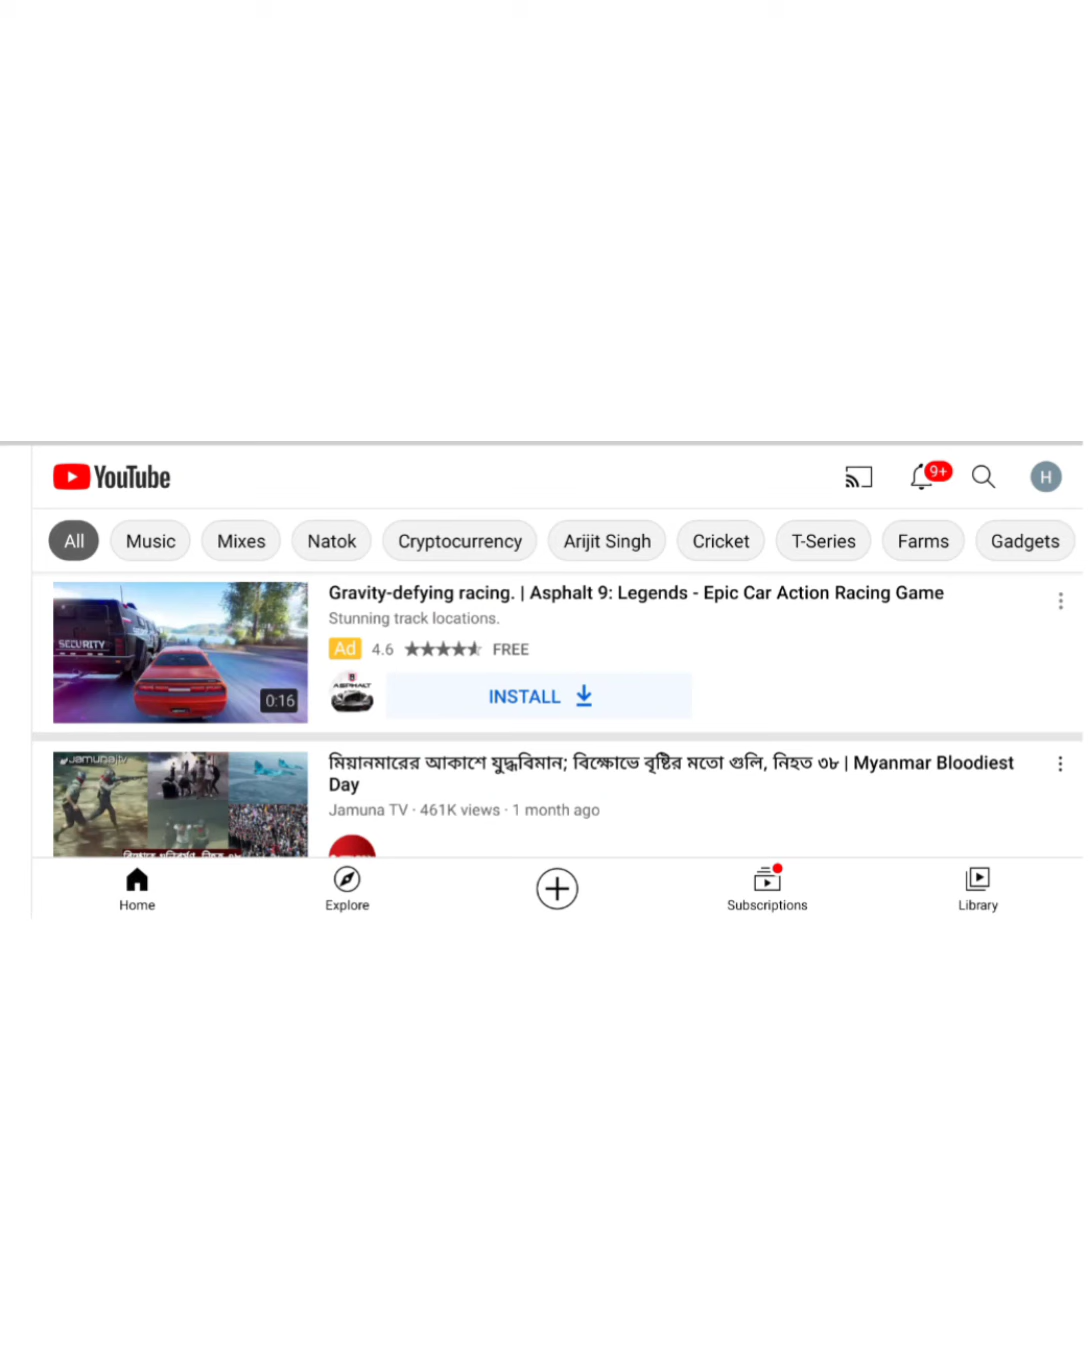 YouTube
9+
H
All Music Mixes Natok Cryptocurrency Arijit Singh Cricket T-Series Farms Gadgets
SECURITY
0:16
Gravity-defying racing. | Asphalt 9: Legends - Epic Car Action Racing Game
Stunning track locations.
Ad 4.6 FREE
ASPHALT
INSTALL
Jamunajtv
মিয়ানমারের আকাশে যুদ্ধবিমান; বিক্ষোভে বৃষ্টির মতো গুলি, নিহত ৩৮ | Myanmar Bloodiest
Day
Jamuna TV · 461K views · 1 month ago
Home
Explore
Subscriptions
Library